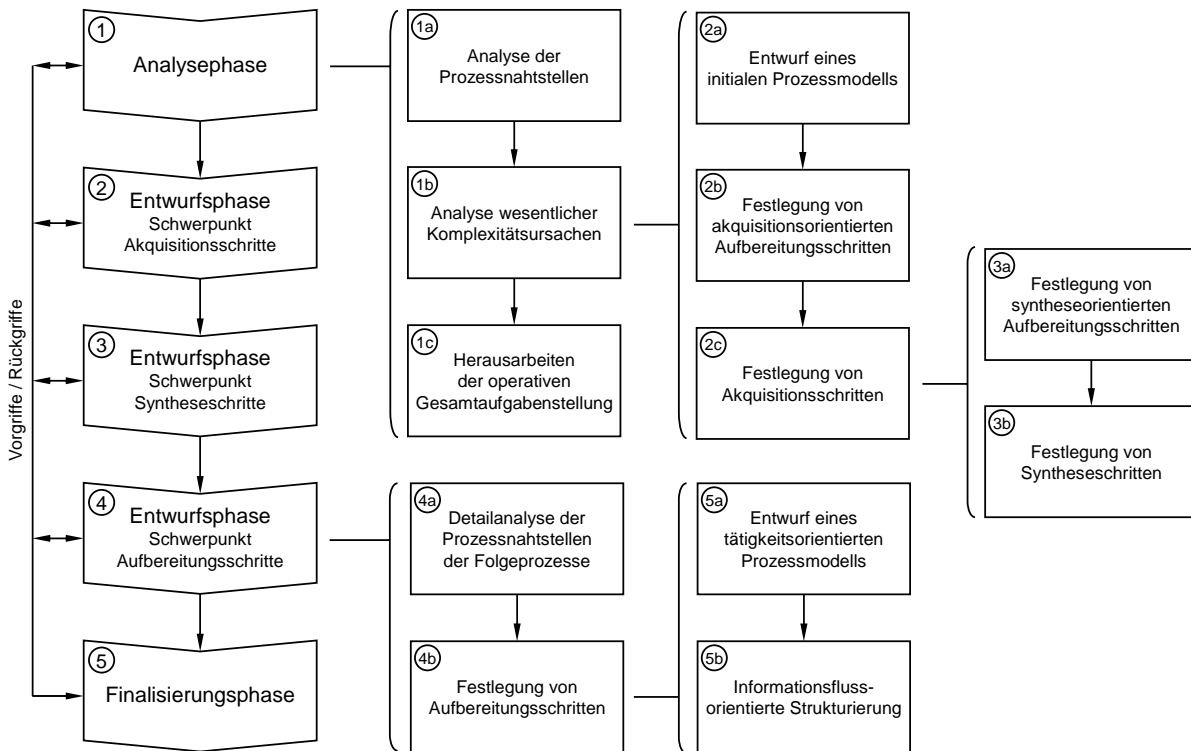 Vorgriffe / Rückgriffe
1
Analysephase
2
Entwurfsphase
Schwerpunkt
Akquisitionsschritte
3
Entwurfsphase
Schwerpunkt
Syntheseschritte
4
Entwurfsphase
Schwerpunkt
Aufbereitungsschritte
5
Finalisierungsphase
1a
Analyse der
Prozessnahtstellen
1b
Analyse wesentlicher
Komplexitätsursachen
1c
Herausarbeiten
der operativen
Gesamtaufgabenstellung
2a
Entwurf eines
initialen Prozessmodells
2b
Festlegung von
akquisitionsorientierten
Aufbereitungsschritten
2c
Festlegung von
Akquisitionsschritten
3a
Festlegung von
syntheseorientierten
Aufbereitungsschritten
3b
Festlegung von
Syntheseschritten
4a
Detailanalyse der
Prozessnahtstellen
der Folgeprozesse
4b
Festlegung von
Aufbereitungsschritten
5a
Entwurf eines
tätigkeitsorientierten
Prozessmodells
5b
Informationsfluss-
orientierte Strukturierung